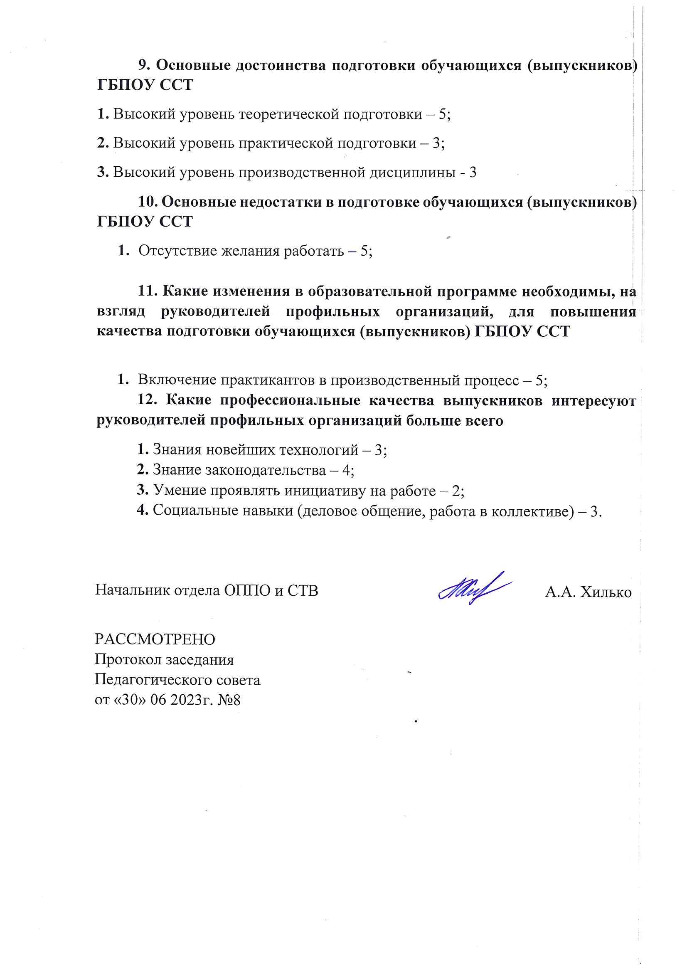 9. Основные достоинства подготовки обучающихся (выпускников)
ГБПОУ ССТ
1. Высокий уровень теоретической подготовки – 5;
2. Высокий уровень практической подготовки – 3;
3. Высокий уровень производственной дисциплины - 3
10. Основные недостатки в подготовке обучающихся (выпускников)
ГБПОУ ССТ
1. Отсутствие желания работать – 5;
11. Какие изменения в образовательной программе необходимы, на
взгляд руководителей профильных организаций, для повышения
качества подготовки обучающихся (выпускников) ГБПОУ ССТ
1. Включение практикантов в производственный процесс – 5;
12. Какие профессиональные качества выпускников интересуют
руководителей профильных организаций больше всего
1. Знания новейших технологий – 3;
2. Знание законодательства – 4;
3. Умение проявлять инициативу на работе – 2;
4. Социальные навыки (деловое общение, работа в коллективе) – 3.
Начальник отдела ОППО и СТВ А.А. Хилько
РАССМОТРЕНО
Протокол заседания
Педагогического совета
от «30» 06 2023г. №8